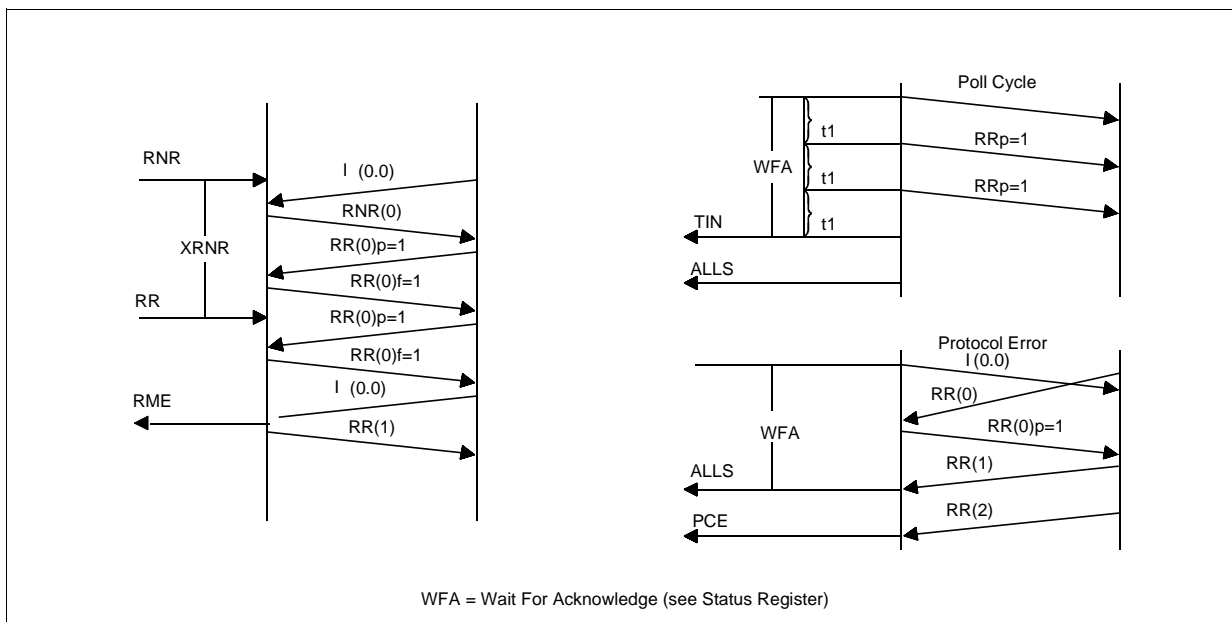 RNR
I (0.0)
RNR(0)
RR(0)p=1
XRNR
RR(0)f=1
RR
RR(0)p=1
RR(0)f=1
I (0.0)
RME
RR(1)
Poll Cycle
t1
RRp=1
WFA
t1
RRp=1
t1
TIN
ALLS
Protocol Error
I(0.0)
RR(0)
RR(0)p=1
WFA
RR(1)
ALLS
RR(2)
PCE
WFA = Wait For Acknowledge (see Status Register)